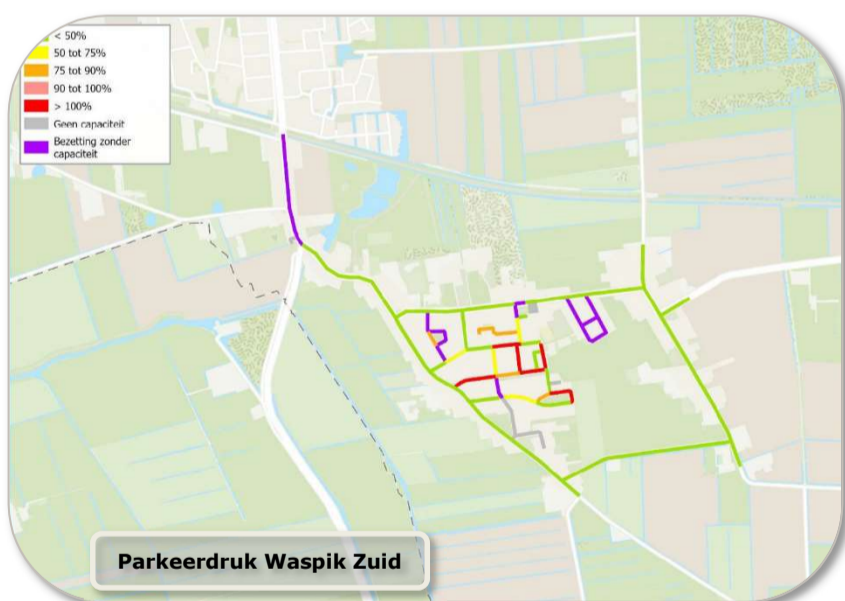 < 50%
50 tot 75%
75 tot 90%
90 tot 100%
> 100%
Geen capaciteit
Bezetting zonder
capaciteit
Parkeerdruk Waspik Zuid